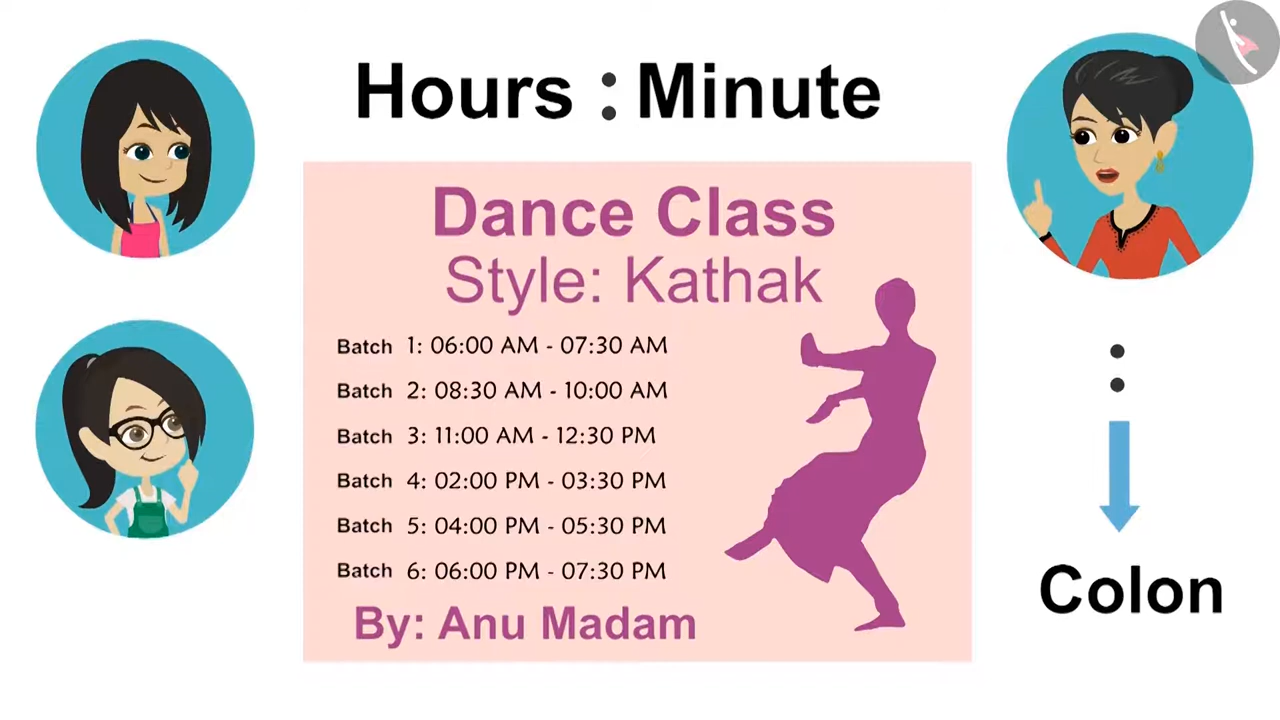 Hours : Minute
Dance Class
Style: Kathak
Batch 1: 06:00 AM - 07:30 AM
Batch 2: 08:30 AM - 10:00 AM
Batch 3: 11:00 AM - 12:30 PM
Batch 4: 02:00 PM - 03:30 PM
Batch 5: 04:00 PM - 05:30 PM
Batch 6: 06:00 PM - 07:30 PM
By: Anu Madam
:
Colon